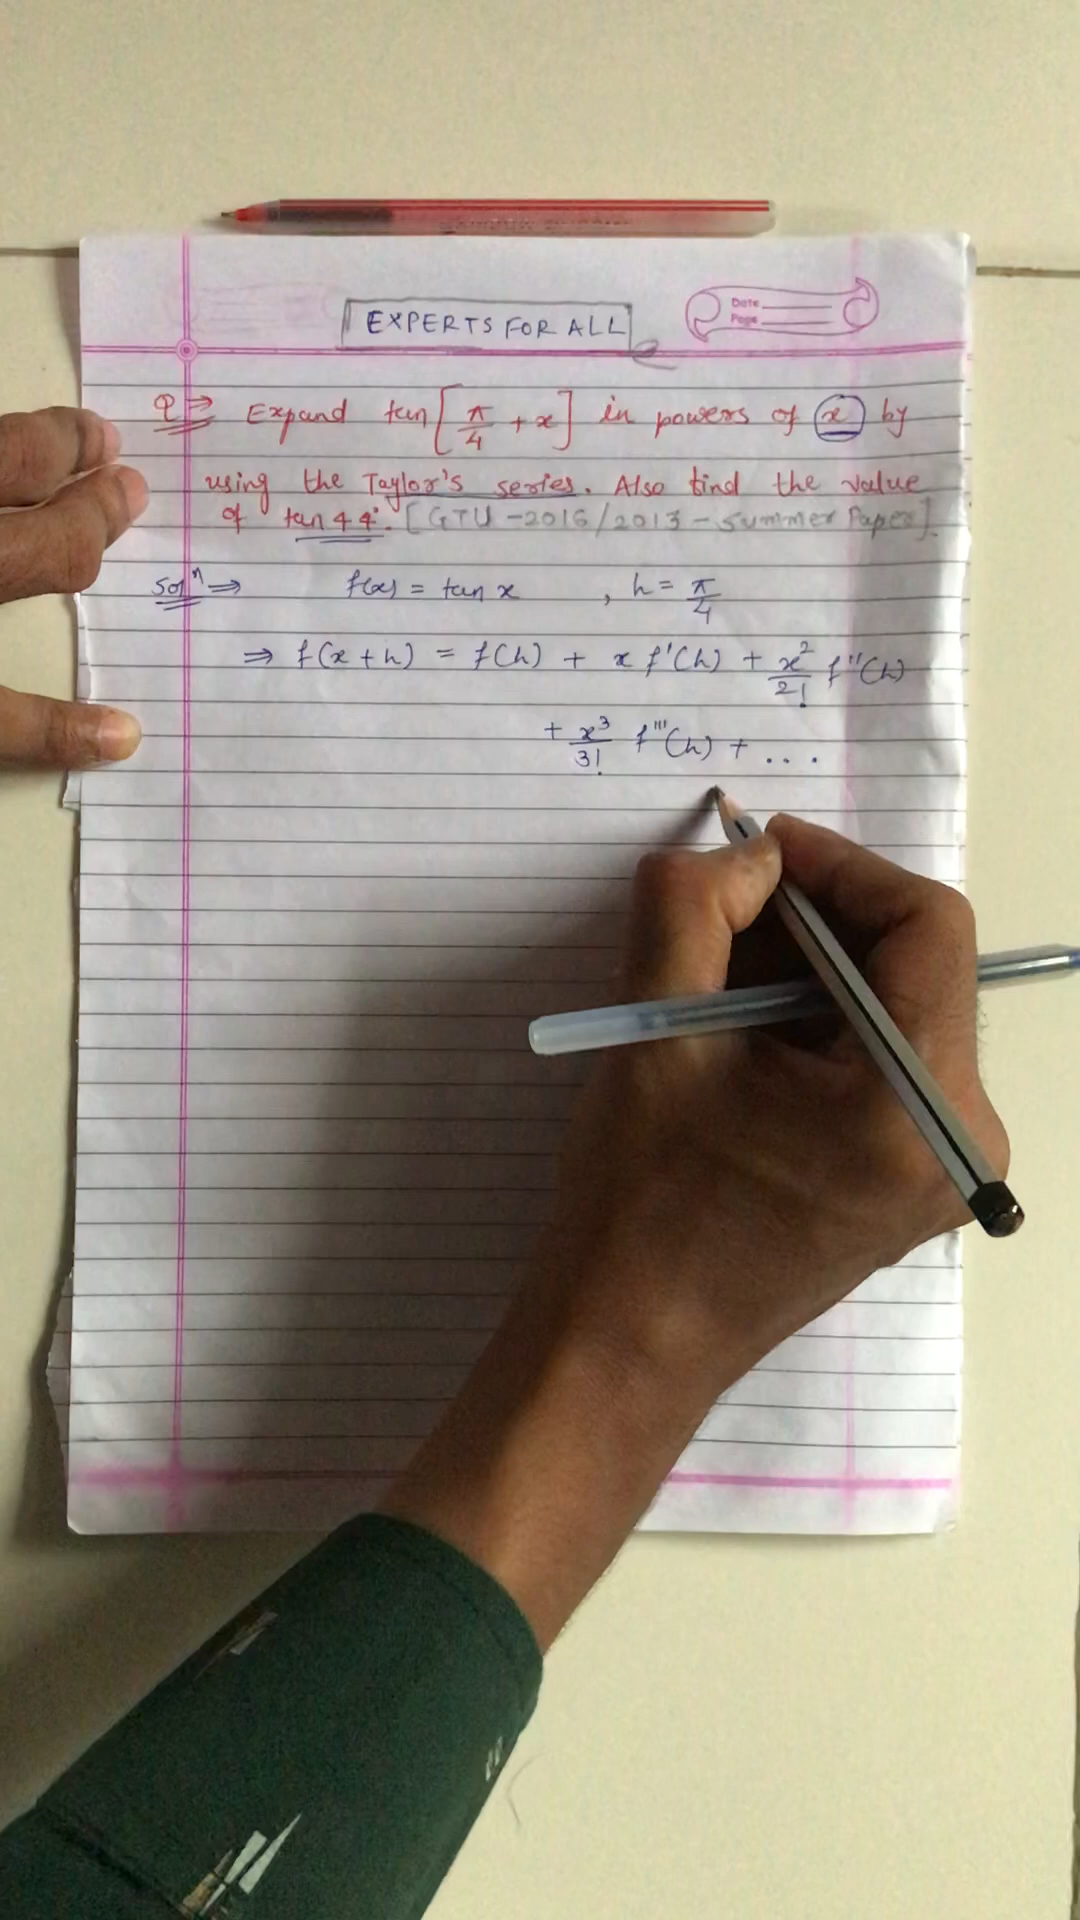 EXPERTS FOR ALL
Date
Page
Q ⇒ Expand tan[π/4 + x] in powers of x by
using the Taylor's series. Also find the value
of tan 44°. [GTU - 2016/2013 - Summer Paper].
Solⁿ ⇒ f(x) = tan x , h = π/4
⇒ f(x + h) = f(h) + x f'(h) + x²/2! f''(h)
+ x³/3! f'''(h) + ...